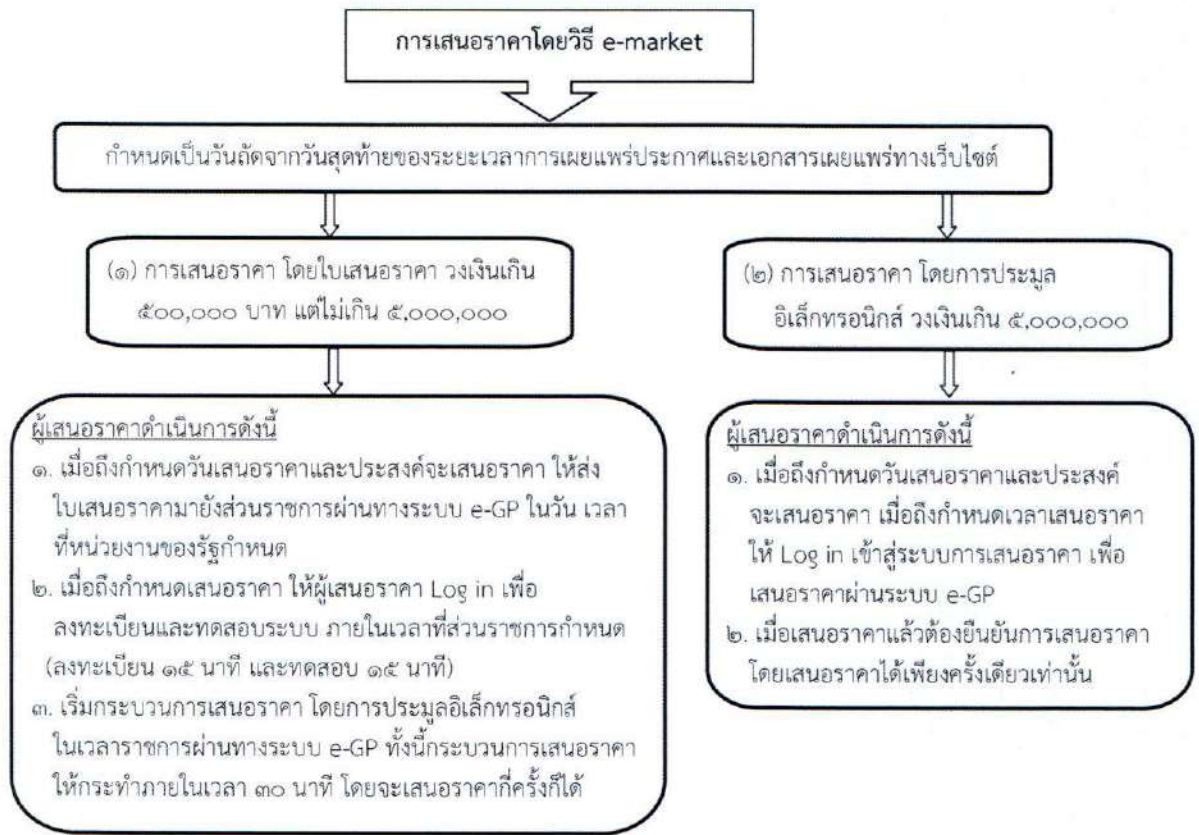 การเสนอราคาโดยวิธี e-market
กำหนดเป็นวันถัดจากวันสุดท้ายของระยะเวลาการเผยแพร่ประกาศและเอกสารเผยแพร่ทางเว็บไซต์
(๑) การเสนอราคา โดยใบเสนอราคา วงเงินเกิน
๕๐๐,๐๐๐ บาท แต่ไม่เกิน ๕,๐๐๐,๐๐๐
(๒) การเสนอราคา โดยการประมูล
อิเล็กทรอนิกส์ วงเงินเกิน ๕,๐๐๐,๐๐๐
ผู้เสนอราคาดำเนินการดังนี้
๑. เมื่อถึงกำหนดวันเสนอราคาและประสงค์จะเสนอราคา ให้ส่ง
ใบเสนอราคามายังส่วนราชการผ่านทางระบบ e-GP ในวัน เวลา
ที่หน่วยงานของรัฐกำหนด
๒. เมื่อถึงกำหนดเสนอราคา ให้ผู้เสนอราคา Log in เพื่อ
ลงทะเบียนและทดสอบระบบ ภายในเวลาที่ส่วนราชการกำหนด
(ลงทะเบียน ๑๕ นาที และทดสอบ ๑๕ นาที)
๓. เริ่มกระบวนการเสนอราคา โดยการประมูลอิเล็กทรอนิกส์
ในเวลาราชการผ่านทางระบบ e-GP ทั้งนี้กระบวนการเสนอราคา
ให้กระทำภายในเวลา ๓๐ นาที โดยจะเสนอราคากี่ครั้งก็ได้
ผู้เสนอราคาดำเนินการดังนี้
๑. เมื่อถึงกำหนดวันเสนอราคาและประสงค์
จะเสนอราคา เมื่อถึงกำหนดเวลาเสนอราคา
ให้ Log in เข้าสู่ระบบการเสนอราคา เพื่อ
เสนอราคาผ่านระบบ e-GP
๒. เมื่อเสนอราคาแล้วต้องยืนยันการเสนอราคา
โดยเสนอราคาได้เพียงครั้งเดียวเท่านั้น